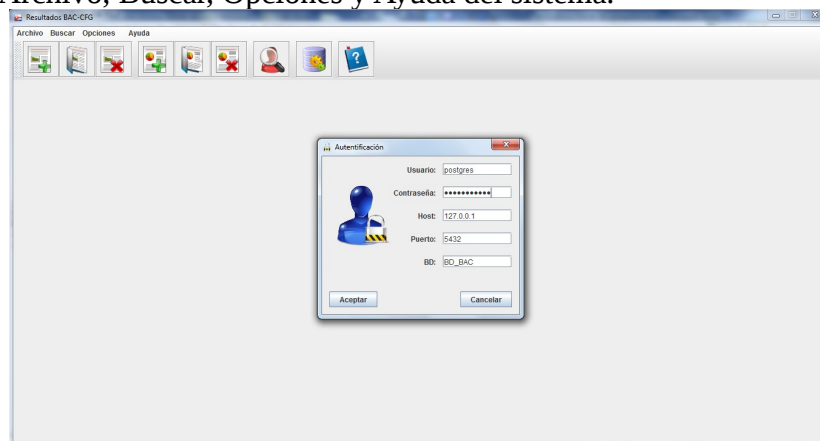 Archivo, Buscar, Opciones y Ayuda del sistema.
Resultados BAC-CFG
Archivo Buscar Opciones Ayuda
Autentificación
Usuario: postgres
Contraseña: •••••••••••
Host: 127.0.0.1
Puerto: 5432
BD: BD_BAC
Aceptar Cancelar